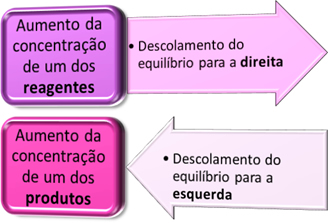 Aumento da
concentração
de um dos
reagentes
• Descolamento do
equilíbrio para a direita
Aumento da
concentração
de um dos
produtos
• Descolamento do
equilíbrio para a
esquerda